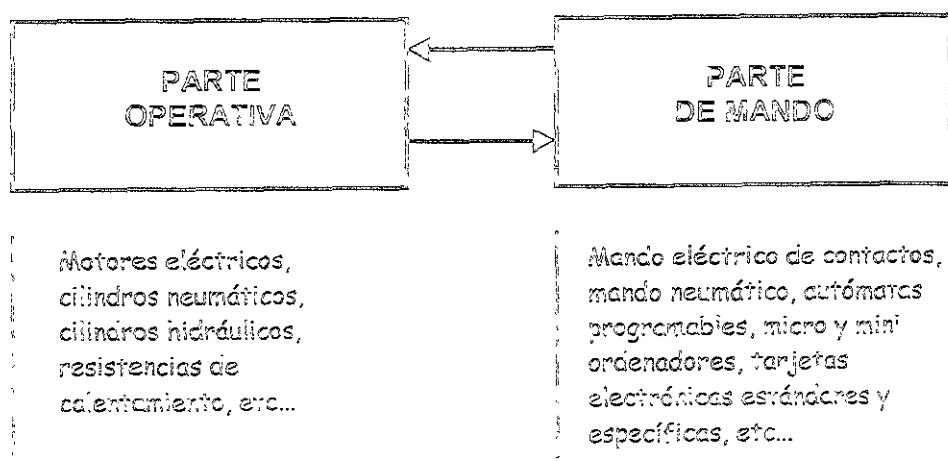 PARTE
OPERATIVA
PARTE
DE MANDO
Motores eléctricos,
cilindros neumáticos,
cilindros hidráulicos,
resistencias de
calentamiento, etc...
Mando eléctrico de contactos,
mando neumático, autómatas
programables, micro y mini
ordenadores, tarjetas
electrónicas estándares y
específicas, etc...